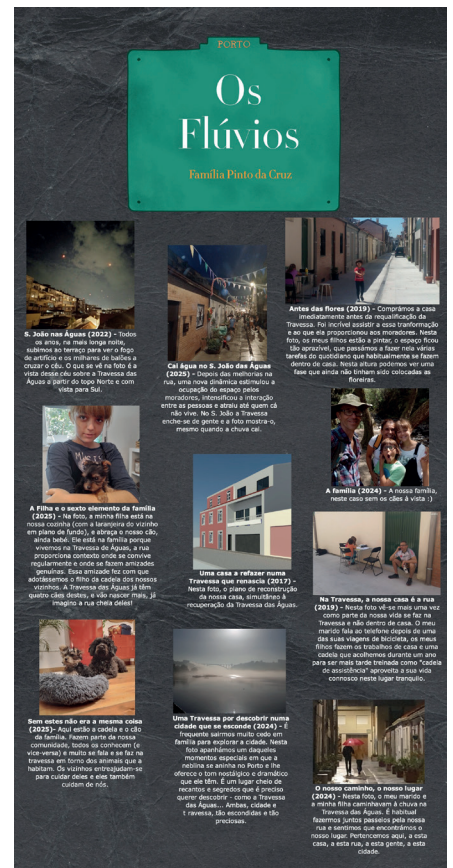 PORTO
Os
Flúvios
Família Pinto da Cruz
S. João nas Águas (2022) - Todos
os anos, na mais longa noite,
subimos ao terraço para ver o fogo
de artifício e os milhares de balões a
cruzar o céu. O que se vê na foto é a
vista desse céu sobre a Travessa das
Águas a partir do topo Norte e com
vista para Sul.
Cai água no S. João das Águas
(2025) - Depois das melhorias na
rua, uma nova dinâmica estimulou a
ocupação do espaço pelos
moradores, intensificou a interação
entre as pessoas e atraiu até quem cá
não vive. No S. João a Travessa
enche-se de gente e a foto mostra-o,
mesmo quando a chuva cai.
Antes das flores (2019) - Comprámos a casa
imediatamente antes da requalificação da
Travessa. Foi incrível assistir a essa tranformação
e ao que ela proporcionou aos moradores. Nesta
foto, os meus filhos estão a pintar, o espaço ficou
tão aprazível, que passámos a fazer nela várias
tarefas do quotidiano que habitualmente se fazem
dentro de casa. Nesta altura podemos ver uma
fase que ainda não tinham sido colocadas as
floreiras.
A Filha e o sexto elemento da família
(2025) - Na foto, a minha filha está na
nossa cozinha (com a laranjeira do vizinho
em plano de fundo), e abraça o nosso cão,
ainda bebé. Ele está na família porque
vivemos na Travessa de Águas, a rua
proporciona contexto onde se convive
regularmente e onde se fazem amizades
genuínas. Essa amizade fez com que
adotássemos o filho da cadela dos nossos
vizinhos. A Travessa das Águas já têm
quatro cães destes, e vão nascer mais, já
imagino a rua cheia deles!
Uma casa a refazer numa
Travessa que renascia (2017) -
Nesta foto, o plano de reconstrução
da nossa casa, simultâneo à
recuperação da Travessa das Águas.
A família (2024) - A nossa família,
neste caso sem os cães à vista :)
Na Travessa, a nossa casa é a rua
(2019) - Nesta foto vê-se mais uma vez
como parte da nossa vida se faz na
Travessa e não dentro de casa. O meu
marido fala ao telefone depois de uma
das suas viagens de bicicleta, os meus
filhos fazem os trabalhos de casa e uma
cadela que acolhemos durante um ano
para ser mais tarde treinada como "cadela
de assistência" aproveita a sua vida
connosco neste lugar tranquilo.
Sem estes não era a mesma coisa
(2025)- Aqui estão a cadela e o cão
da família. Fazem parte da nossa
comunidade, todos os conhecem (e
vice-versa) e muito se fala e se faz na
travessa em torno dos animais que a
habitam. Os vizinhos entreajudam-se
para cuidar deles e eles também
cuidam de nós.
Uma Travessa por descobrir numa
cidade que se esconde (2024) - É
frequente sairmos muito cedo em
família para explorar a cidade. Nesta
foto apanhámos um daqueles
momentos especiais em que a
neblina se aninha no Porto e lhe
oferece o tom nostálgico e dramático
que ele têm. É um lugar cheio de
recantos e segredos que é preciso
querer descobrir - como a Travessa
das Águas... Ambas, cidade e
t ravessa, tão escondidas e tão
preciosas.
O nosso caminho, o nosso lugar
(2024) - Nesta foto, o meu marido e
a minha filha caminhavam à chuva na
Travessa das Águas. É habitual
fazermos juntos passeios pela nossa
rua e sentimos que encontrámos o
nosso lugar. Pertencemos aqui, a esta
casa, a esta rua, a esta gente, a esta
cidade.